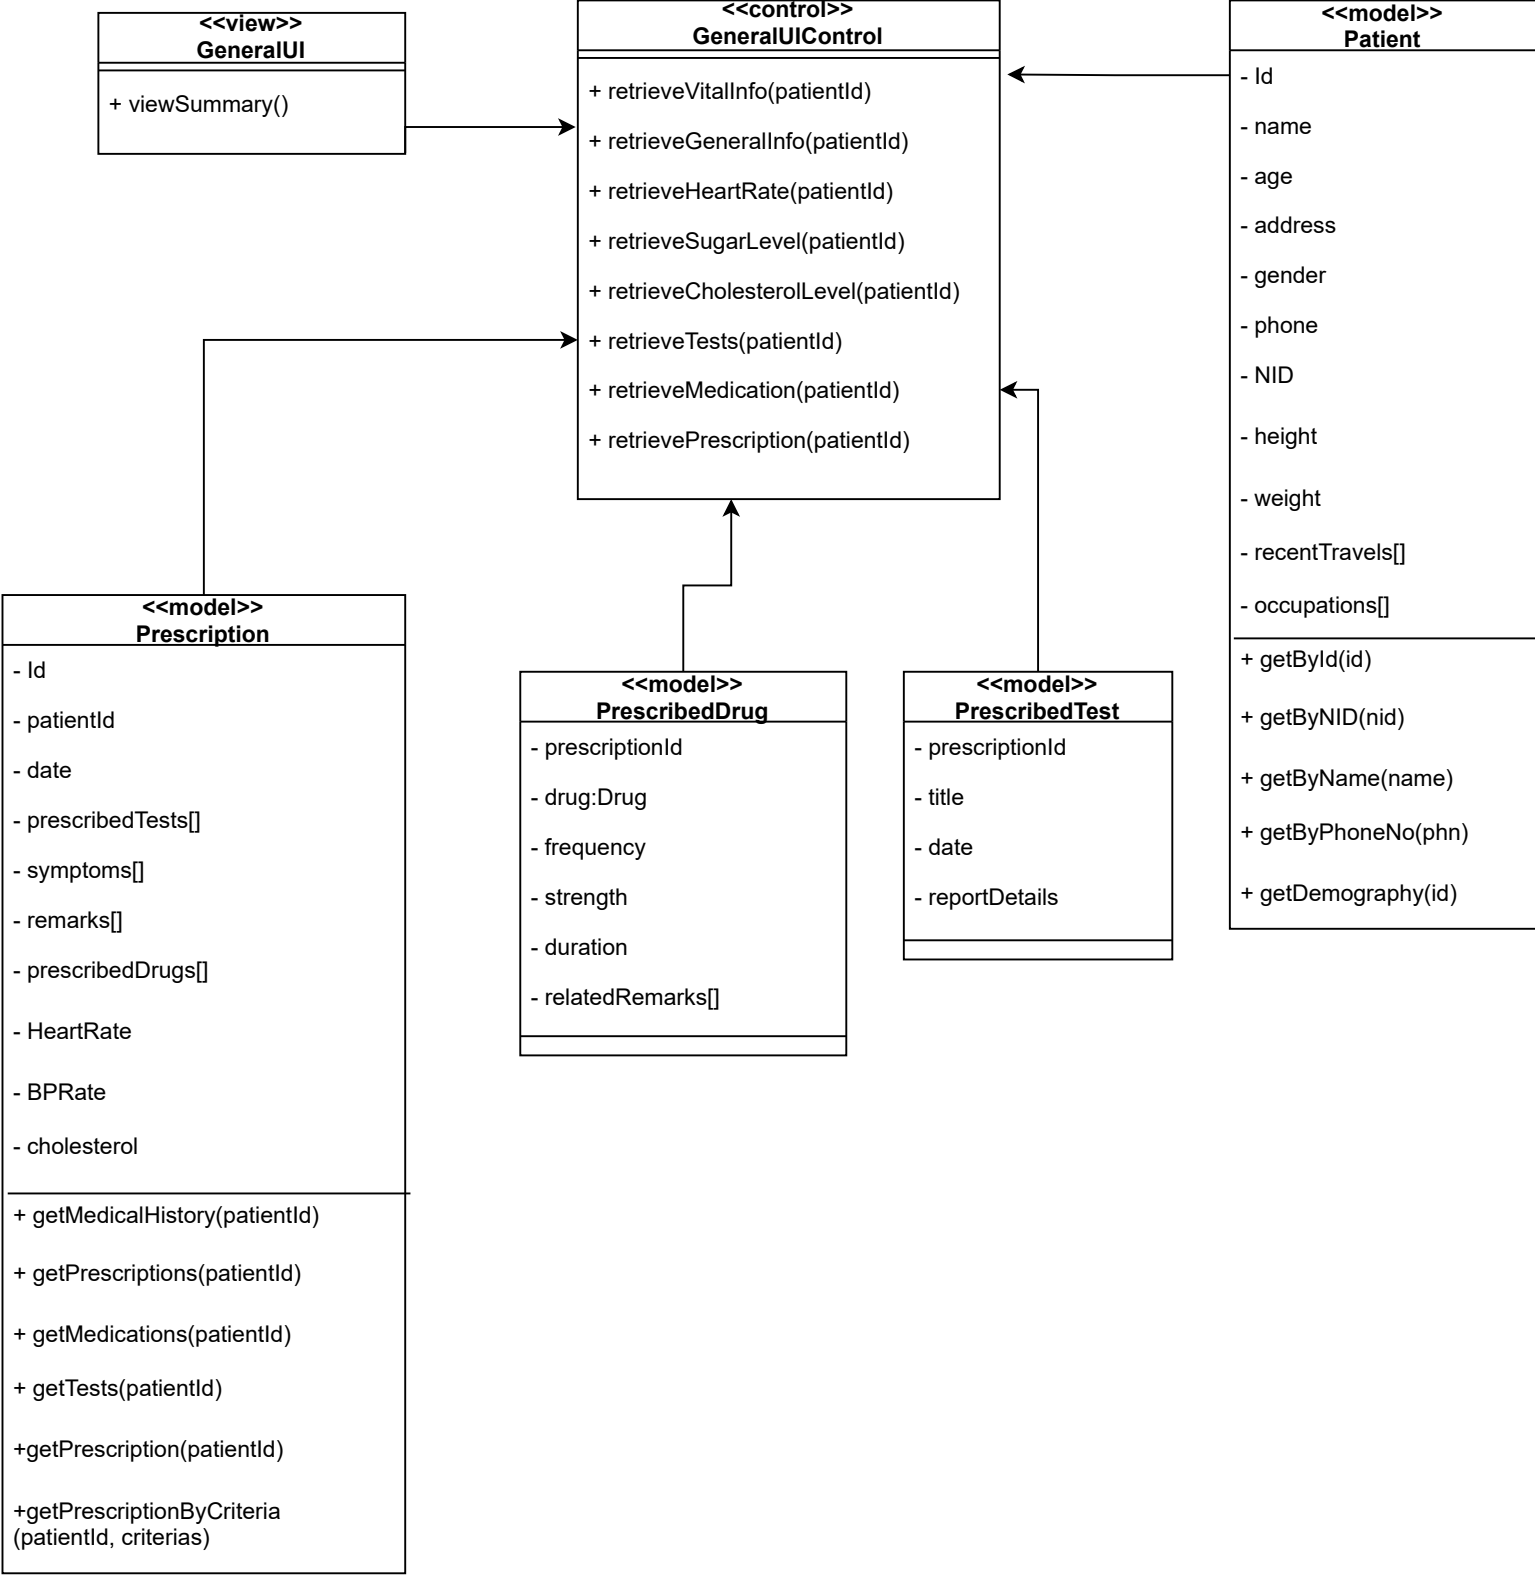 <<view>>
GeneralUI
+ viewSummary()
<<control>>
GeneralUIControl
+ retrieveVitalInfo(patientId)
+ retrieveGeneralInfo(patientId)
+ retrieveHeartRate(patientId)
+ retrieveSugarLevel(patientId)
+ retrieveCholesterolLevel(patientId)
+ retrieveTests(patientId)
+ retrieveMedication(patientId)
+ retrievePrescription(patientId)
<<model>>
Patient
- Id
- name
- age
- address
- gender
- phone
- NID
- height
- weight
- recentTravels[]
- occupations[]
+ getById(id)
+ getByNID(nid)
+ getByName(name)
+ getByPhoneNo(phn)
+ getDemography(id)
<<model>>
Prescription
- Id
- patientId
- date
- prescribedTests[]
- symptoms[]
- remarks[]
- prescribedDrugs[]
- HeartRate
- BPRate
- cholesterol
+ getMedicalHistory(patientId)
+ getPrescriptions(patientId)
+ getMedications(patientId)
+ getTests(patientId)
+getPrescription(patientId)
+getPrescriptionByCriteria
(patientId, criterias)
<<model>>
PrescribedDrug
- prescriptionId
- drug:Drug
- frequency
- strength
- duration
- relatedRemarks[]
<<model>>
PrescribedTest
- prescriptionId
- title
- date
- reportDetails